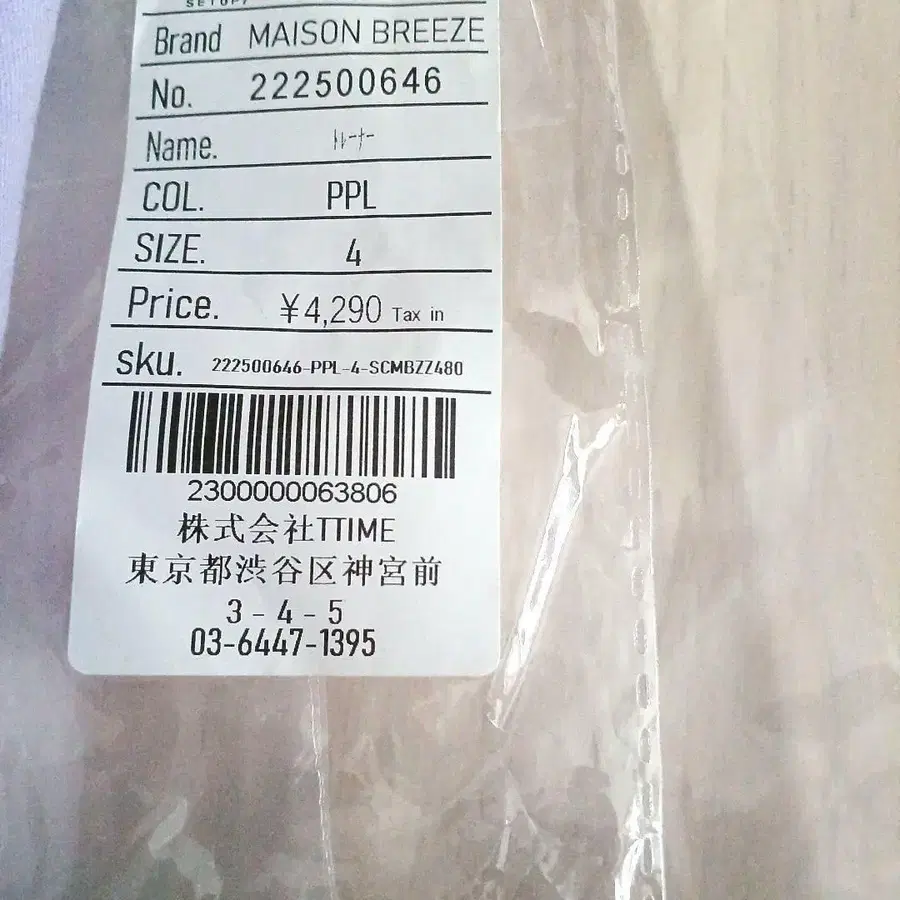 Brand MAISON BREEZE
No. 222500646
Name. トレーナー
COL. PPL
SIZE. 4
Price. ¥4,290 Tax in
sku. 222500646-PPL-4-SCMBZZ480
2300000063806
株式会社TTIME
東京都渋谷区神宮前
3-4-5
03-6447-1395